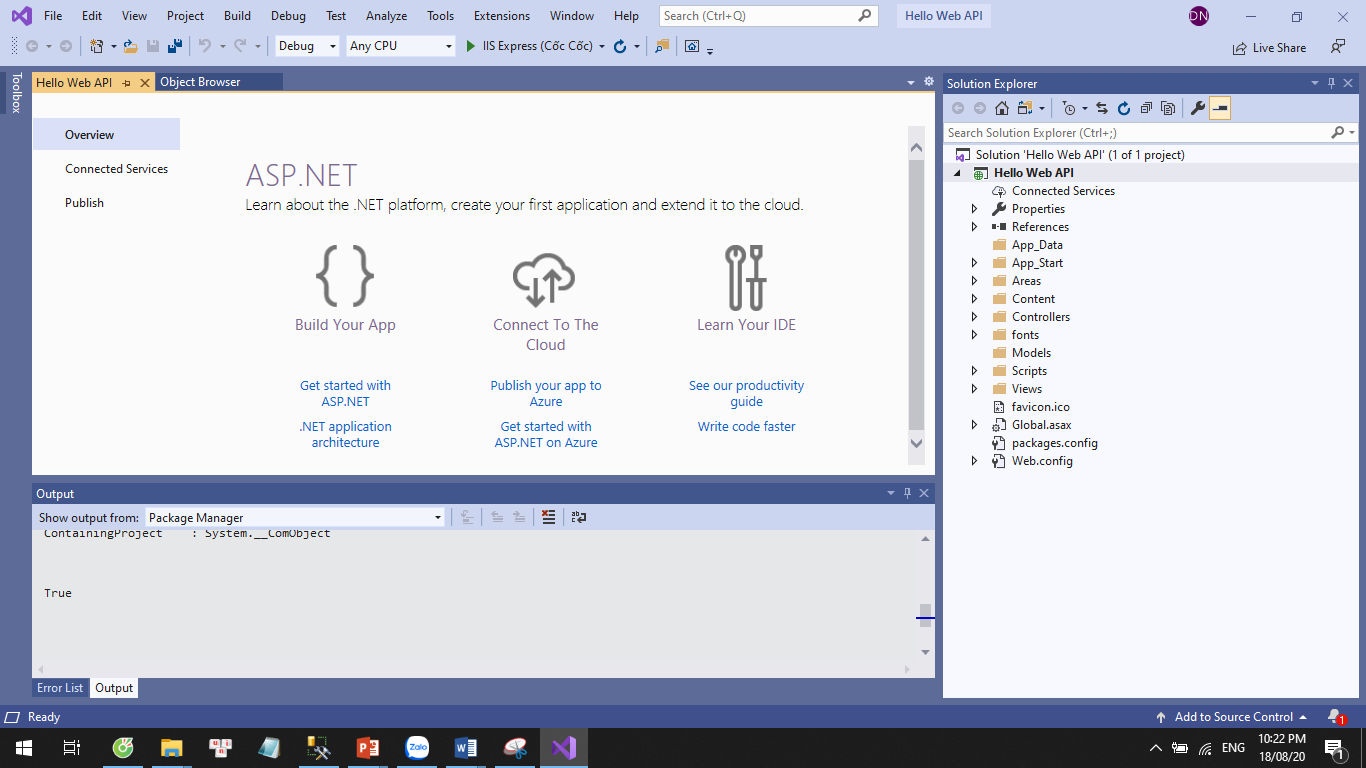 File Edit View Project Build Debug Test Analyze Tools Extensions Window Help Search (Ctrl+Q) Hello Web API DN
Debug Any CPU IIS Express (Cốc Cốc) Live Share
Toolbox
Hello Web API Object Browser
Overview
Connected Services
Publish
ASP.NET
Learn about the .NET platform, create your first application and extend it to the cloud.
Build Your App
Connect To The
Cloud
Learn Your IDE
Get started with
ASP.NET
.NET application
architecture
Publish your app to
Azure
Get started with
ASP.NET on Azure
See our productivity
guide
Write code faster
Output
Show output from: Package Manager
ContainingProject : System.__ComObject
True
Error List Output
Solution Explorer
Search Solution Explorer (Ctrl+;)
Solution 'Hello Web API' (1 of 1 project)
Hello Web API
Connected Services
Properties
References
App_Data
App_Start
Areas
Content
Controllers
fonts
Models
Scripts
Views
favicon.ico
Global.asax
packages.config
Web.config
Ready Add to Source Control 1
Zalo ENG 10:22 PM
18/08/20 1